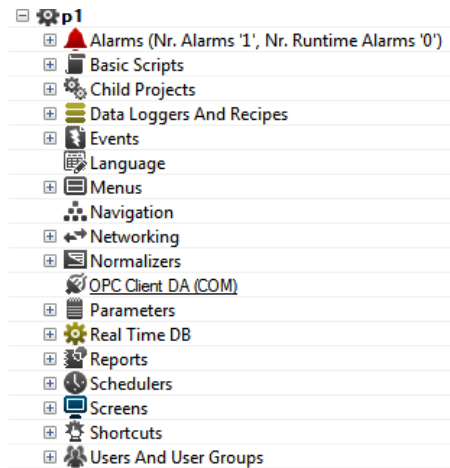 p1
Alarms (Nr. Alarms '1', Nr. Runtime Alarms '0')
Basic Scripts
Child Projects
Data Loggers And Recipes
Events
Language
Menus
Navigation
Networking
Normalizers
OPC Client DA (COM)
Parameters
Real Time DB
Reports
Schedulers
Screens
Shortcuts
Users And User Groups